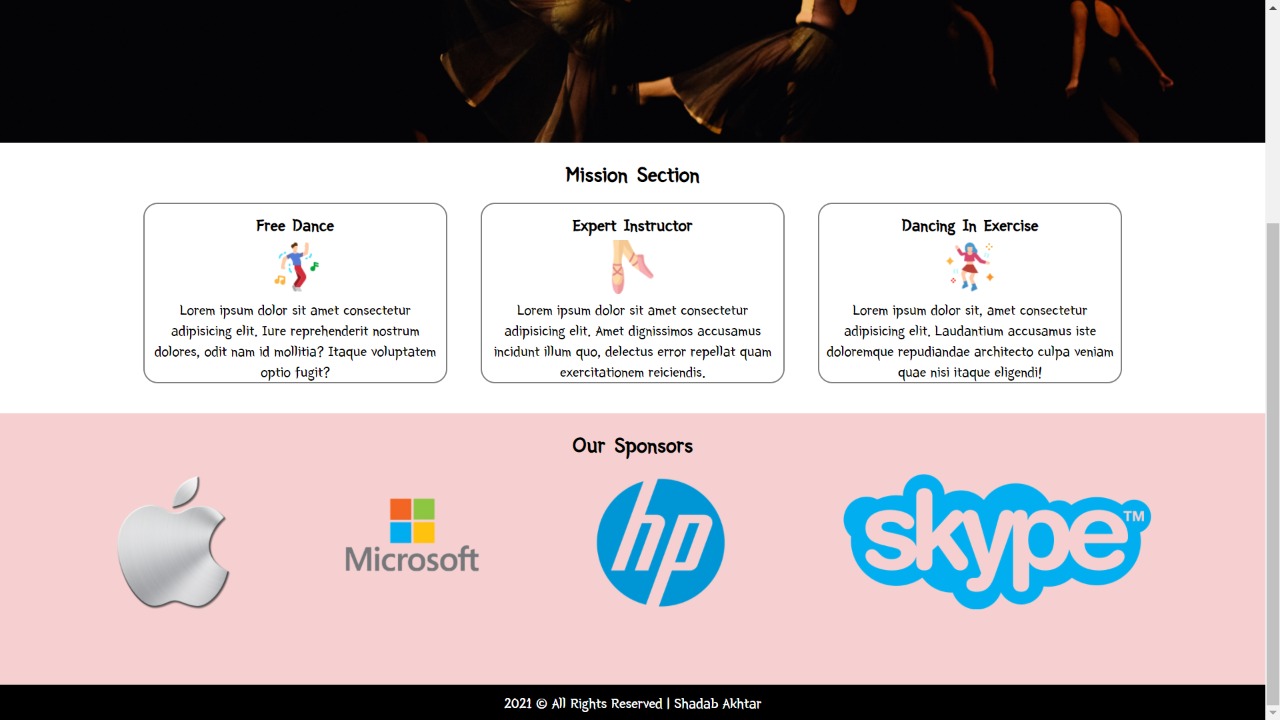 Mission Section
Free Dance
Lorem ipsum dolor sit amet consectetur
adipisicing elit. Iure reprehenderit nostrum
dolores, odit nam id mollitia? Itaque voluptatem
optio fugit?
Expert Instructor
Lorem ipsum dolor sit amet consectetur
adipisicing elit. Amet dignissimos accusamus
incidunt illum quo, delectus error repellat quam
exercitationem reiciendis.
Dancing In Exercise
Lorem ipsum dolor sit, amet consectetur
adipisicing elit. Laudantium accusamus iste
doloremque repudiandae architecto culpa veniam
quae nisi itaque eligendi!
Our Sponsors
Microsoft
hp
skype™
2021 © All Rights Reserved | Shadab Akhtar